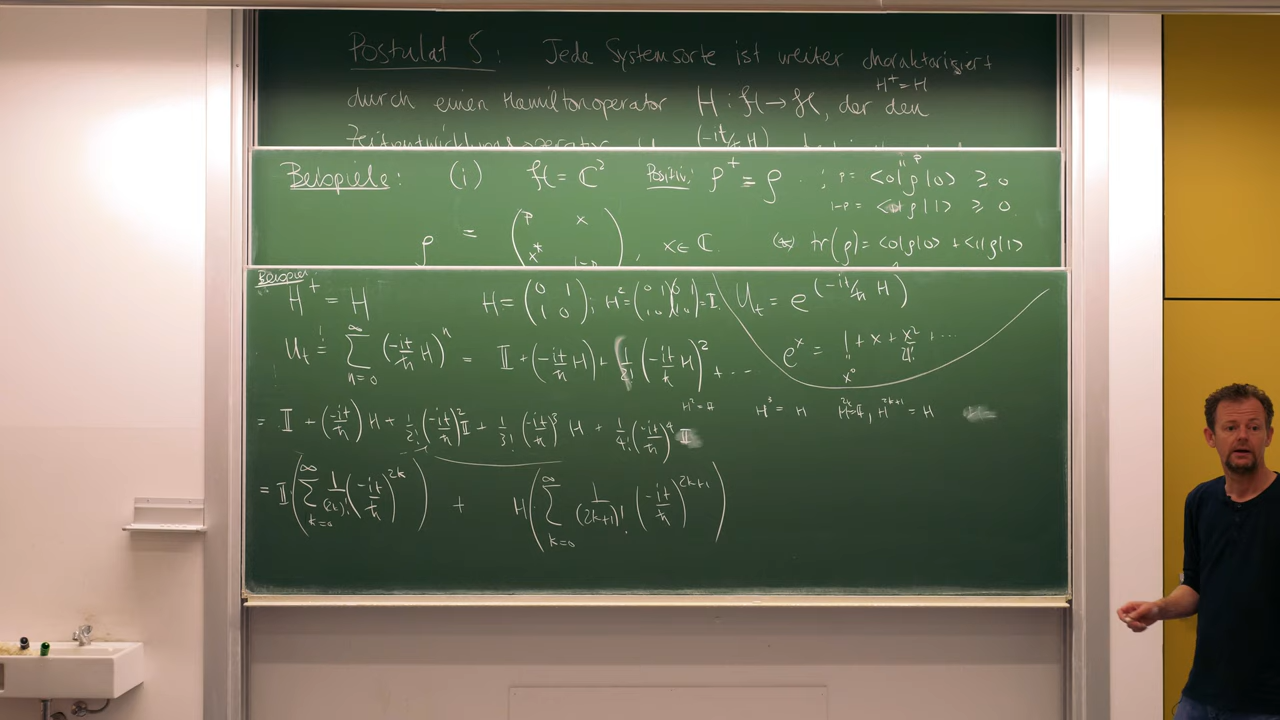 Postulat 5: Jede Systemsorte ist weiter charakterisiert
H⁺ = H
durch einen Hamiltonoperator H: ℋ → ℋ, der den
Zeitentwicklungsoperator (-it/ħ H)
Beispiele: (i) ℋ = ℂ² Positiv: ρ⁺ = ρ ; p = <0|ρ|0> ≥ 0
1-p = <1|ρ|1> ≥ 0
ρ = ( p x ; x* 1-p ), x ∈ ℂ (*) tr(ρ) = <0|ρ|0> + <1|ρ|1>
Beispiel:
H⁺ = H H = (0 1 ; 1 0); H² = (0 1 ; 1 0)(0 1 ; 1 0) = 𝕀 U_t = e^(-it/ħ H)
U_t = ∑_{n=0}^∞ (-it/ħ H)^n = 𝕀 + (-it/ħ H) + 1/2! (-it/ħ H)² + ... e^x = 1 + x + x²/2! + ...
x⁰
H² = 𝕀 H³ = H H^{2k} = 𝕀, H^{2k+1} = H
= 𝕀 + (-it/ħ) H + 1/2! (-it/ħ)² 𝕀 + 1/3! (-it/ħ)³ H + 1/4! (-it/ħ)⁴ 𝕀
= 𝕀 (∑_{k=0}^∞ 1/(2k)! (-it/ħ)^{2k}) + H (∑_{k=0}^∞ 1/(2k+1)! (-it/ħ)^{2k+1})